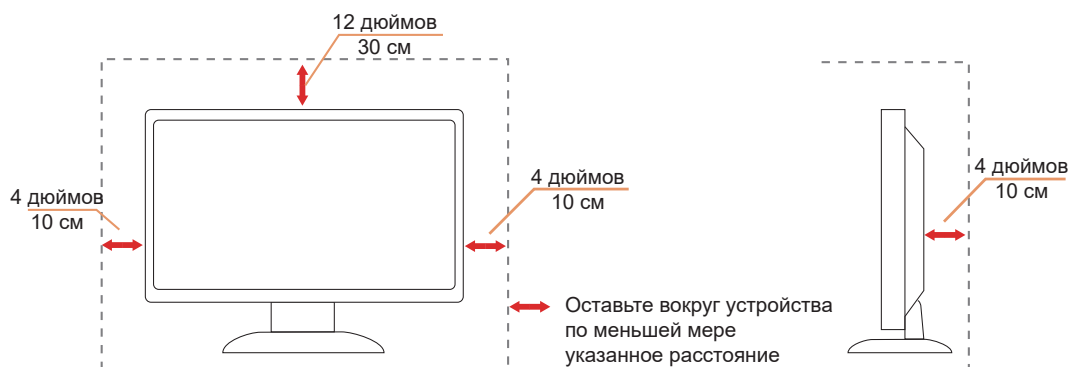 12 дюймов
30 см
4 дюймов
10 см
4 дюймов
10 см
4 дюймов
10 см
Оставьте вокруг устройства
по меньшей мере
указанное расстояние